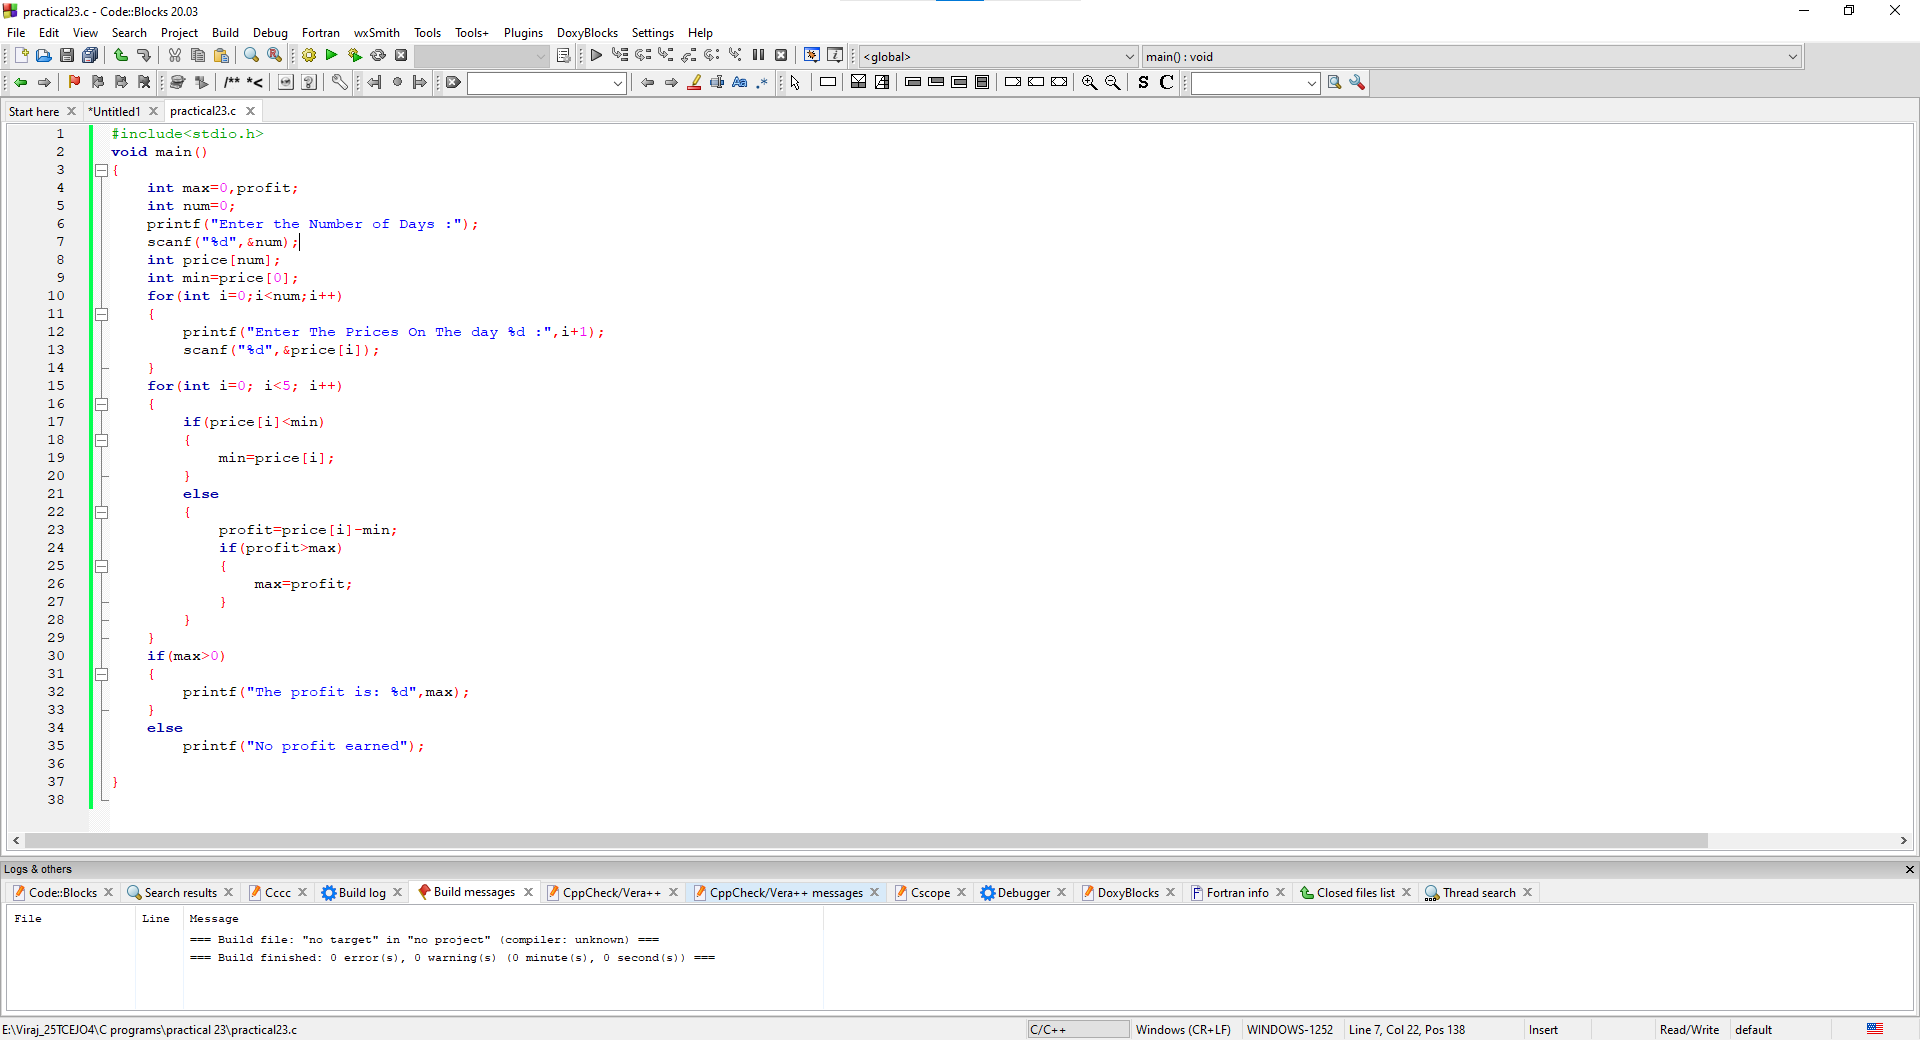 practical23.c - Code::Blocks 20.03
File Edit View Search Project Build Debug Fortran wxSmith Tools Tools+ Plugins DoxyBlocks Settings Help
<global> main() : void
/** *< Aa .* S C
Start here *Untitled1 practical23.c
1 #include<stdio.h>
2 void main()
3 {
4 int max=0,profit;
5 int num=0;
6 printf("Enter the Number of Days :");
7 scanf("%d",&num);
8 int price[num];
9 int min=price[0];
10 for(int i=0;i<num;i++)
11 {
12 printf("Enter The Prices On The day %d :",i+1);
13 scanf("%d",&price[i]);
14 }
15 for(int i=0; i<5; i++)
16 {
17 if(price[i]<min)
18 {
19 min=price[i];
20 }
21 else
22 {
23 profit=price[i]-min;
24 if(profit>max)
25 {
26 max=profit;
27 }
28 }
29 }
30 if(max>0)
31 {
32 printf("The profit is: %d",max);
33 }
34 else
35 printf("No profit earned");
36
37 }
38
Logs & others
Code::Blocks Search results Cccc Build log Build messages CppCheck/Vera++ CppCheck/Vera++ messages Cscope Debugger DoxyBlocks Fortran info Closed files list Thread search
File Line Message
=== Build file: "no target" in "no project" (compiler: unknown) ===
=== Build finished: 0 error(s), 0 warning(s) (0 minute(s), 0 second(s)) ===
E:\Viraj_25TCEJ04\C programs\practical 23\practical23.c C/C++ Windows (CR+LF) WINDOWS-1252 Line 7, Col 22, Pos 138 Insert Read/Write default